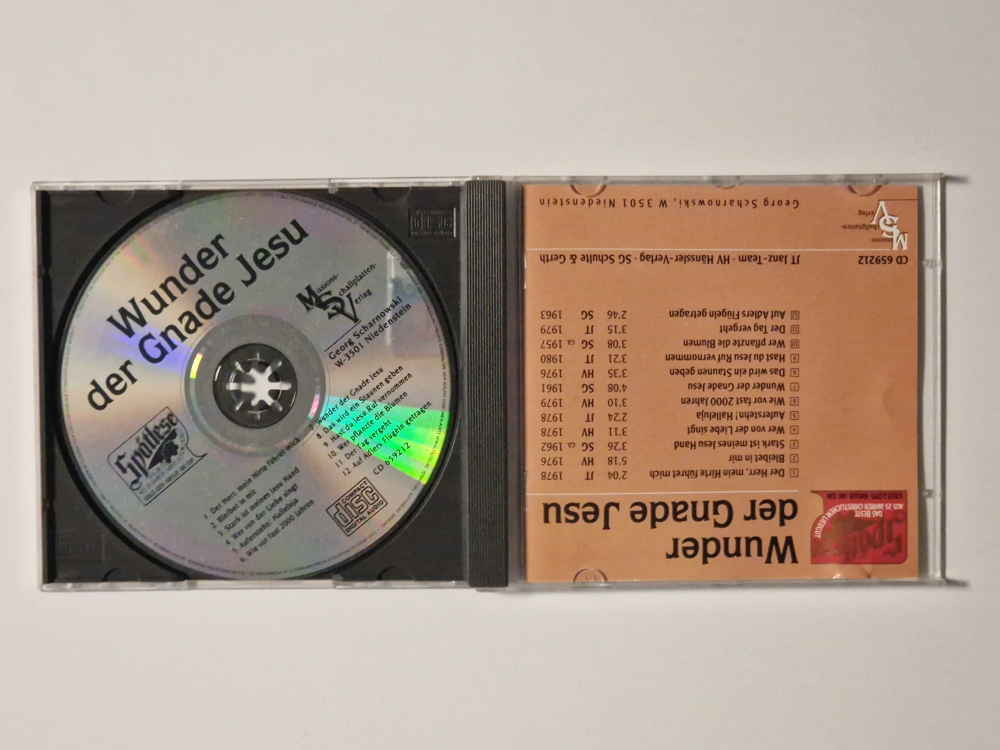 Wunder
der Gnade Jesu
Missions-
Schallplatten-
Verlag
Georg Scharnowski
W-3501 Niedenstein
Spätlese
1. Der Herr, mein Hirte führet mich
2. Bleibet in mir
3. Stark ist meines Jesu Hand
4. Wer von der Liebe singt
5. Auferstehn! Halleluja
6. Wie vor fast 2000 Jahren
wunder der Gnade Jesu
8. Das wird ein Staunen geben
9. Hast du Jesu Ruf vernommen
10. pflanzte die Blumen
11. Der Tag vergeht
12. Auf Adlers Flügeln getragen
CD 659212
COMPACT
disc
DIGITAL AUDIO
Spätlese
DAS BESTE
AUS 25 JAHREN CHRISTLICHEN LIEDGUT
Wunder
der Gnade Jesu
1 Der Herr, mein Hirte führet mich 2:04 JT 1978
2 Bleibet in mir 5:18 HV 1976
3 Stark ist meines Jesu Hand 3:26 SG ca. 1962
4 Wer von der Liebe singt 3:11 HV 1978
5 Auferstehn! Halleluja 2:24 JT 1978
6 Wie vor fast 2000 Jahren 3:10 HV 1979
7 Wunder der Gnade Jesu 4:08 SG 1961
8 Das wird ein Staunen geben 3:35 HV 1976
9 Hast du Jesu Ruf vernommen 3:21 JT 1980
10 Wer pflanzte die Blumen 3:08 SG ca. 1957
11 Der Tag vergeht 3:15 JT 1979
12 Auf Adlers Flügeln getragen 2:46 SG 1963
JT Janz-Team · HV Hänssler-Verlag · SG Schulte & Gerth
CD 659212
Missions-
Schallplatten-
Verlag
Georg Scharnowski, W 3501 Niedenstein